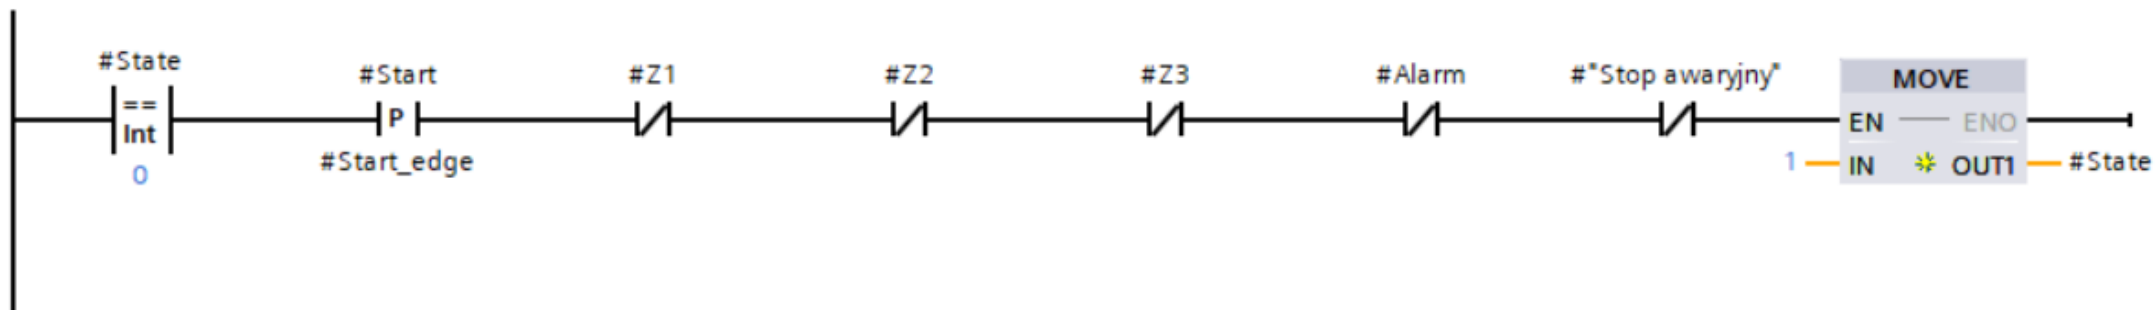 #State
==
Int
0
#Start
P
#Start_edge
#Z1
#Z2
#Z3
#Alarm
#"Stop awaryjny"
MOVE
EN ENO
1 IN OUT1 #State